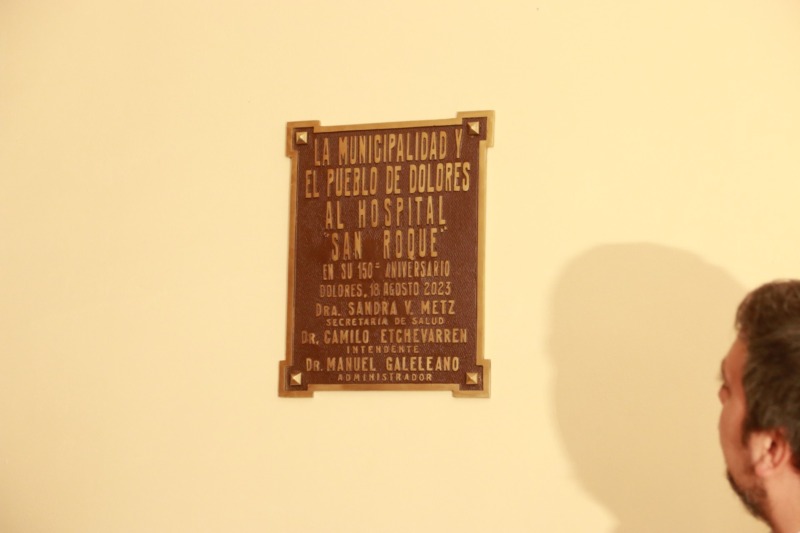 LA MUNICIPALIDAD Y
EL PUEBLO DE DOLORES
AL HOSPITAL
"SAN ROQUE"
EN SU 150º ANIVERSARIO
DOLORES, 18 AGOSTO 2023
DRA. SANDRA V. METZ
SECRETARIA DE SALUD
DR. CAMILO ETCHEVARREN
INTENDENTE
DR. MANUEL GALELEANO
ADMINISTRADOR